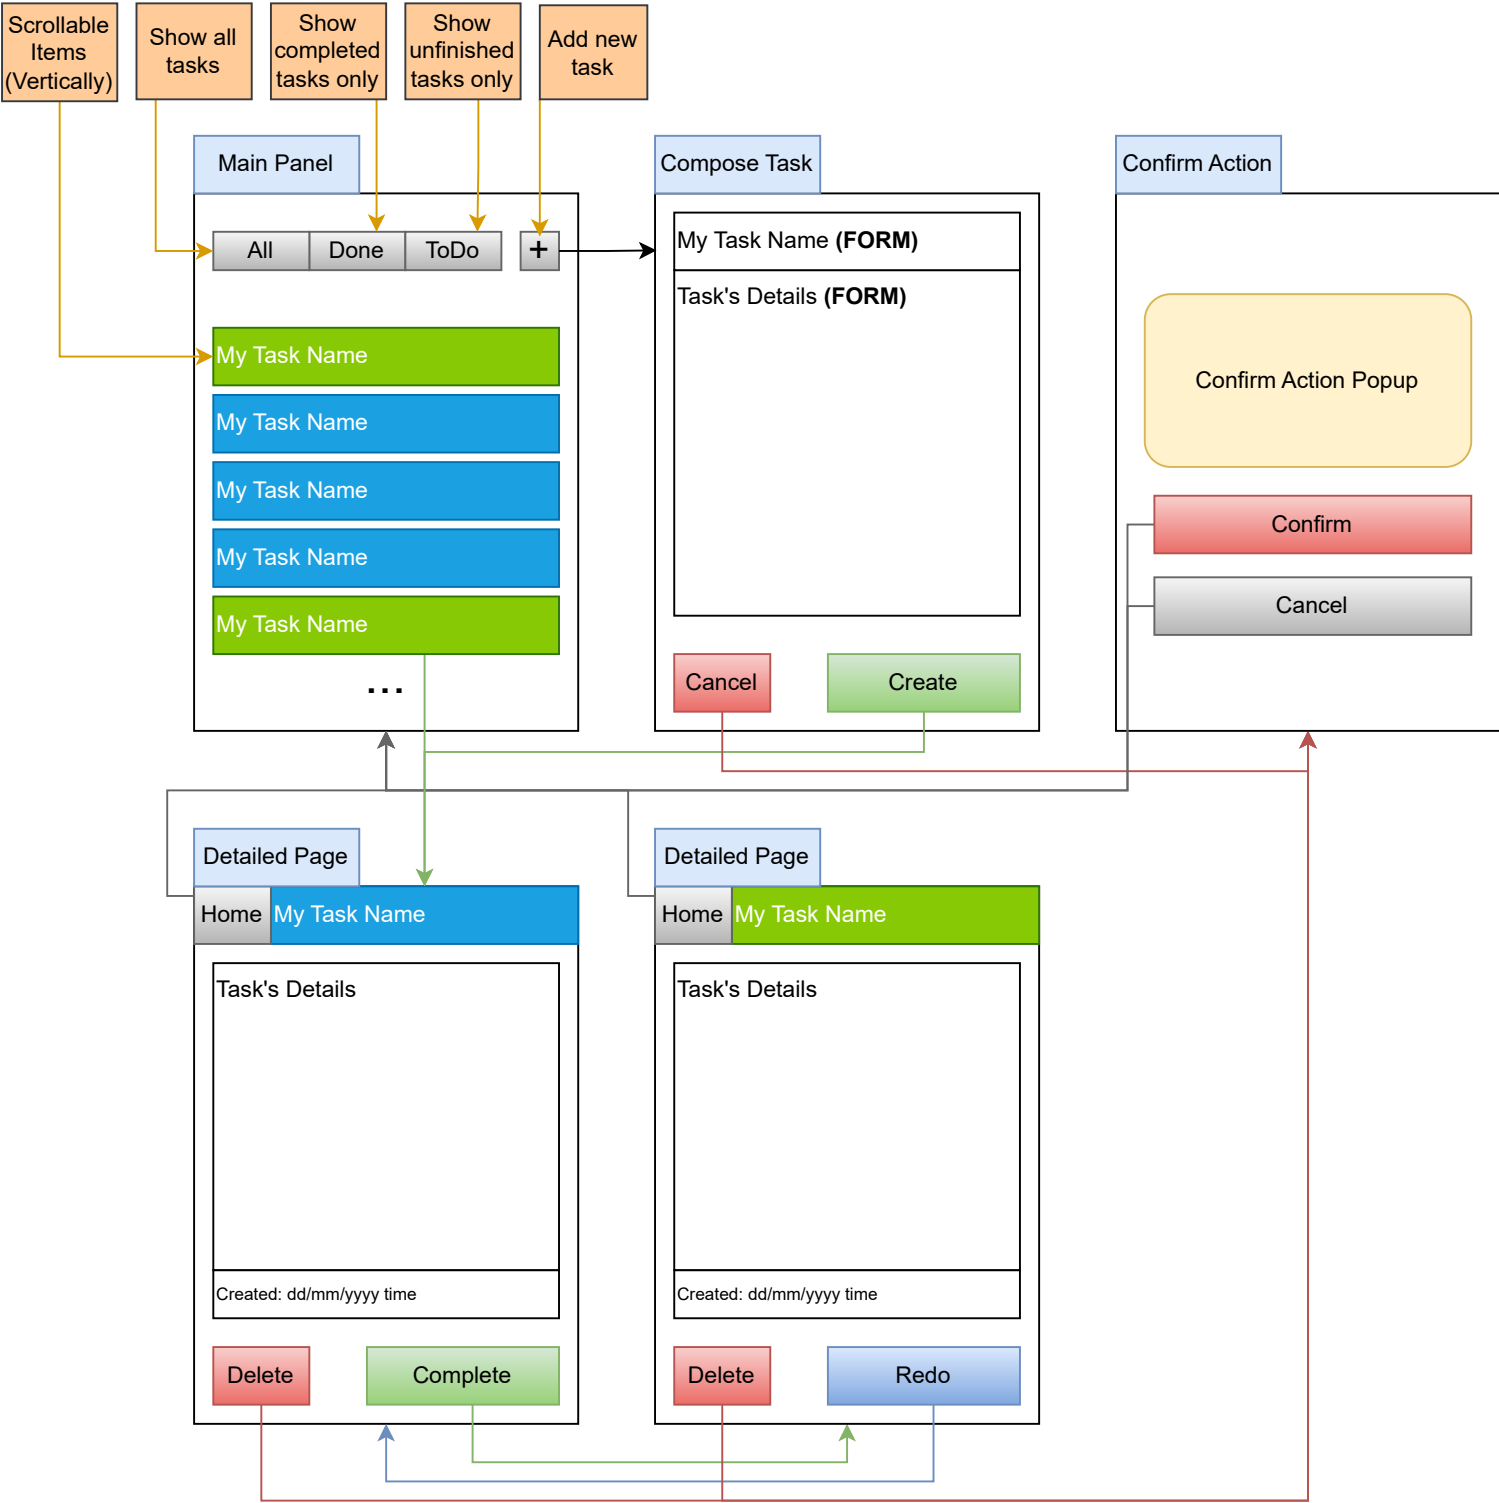 Scrollable
Items
(Vertically)
Show all
tasks
Show
completed
tasks only
Show
unfinished
tasks only
Add new
task
Main Panel
All
Done
ToDo
+
My Task Name
My Task Name
My Task Name
My Task Name
My Task Name
...
Compose Task
My Task Name (FORM)
Task's Details (FORM)
Cancel
Create
Confirm Action
Confirm Action Popup
Confirm
Cancel
Detailed Page
Home
My Task Name
Task's Details
Created: dd/mm/yyyy time
Delete
Complete
Detailed Page
Home
My Task Name
Task's Details
Created: dd/mm/yyyy time
Delete
Redo